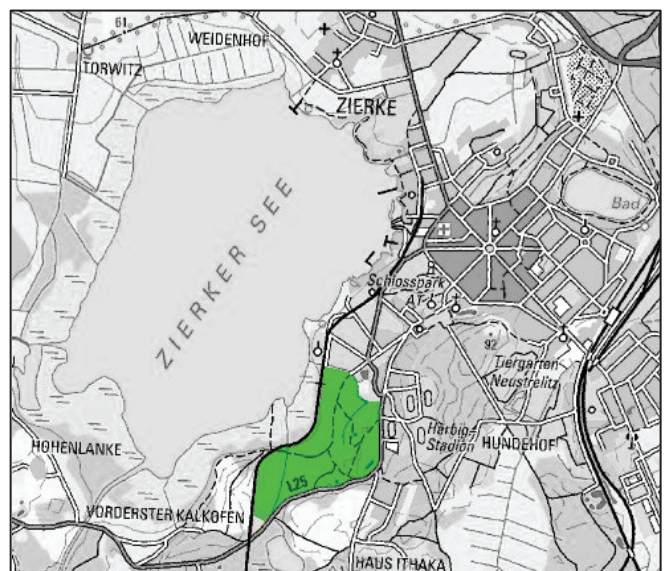 61
WEIDENHOF
TORWITZ
ZIERKE
Bad
ZIERKER SEE
Schlosspark
AT
92
Tiergarten
Neustrelitz
Harbig-
Stadion
HUNDEHOF
HOHENLANKE
L25
VORDERSTER KALKOFEN
HAUS ITHAKA